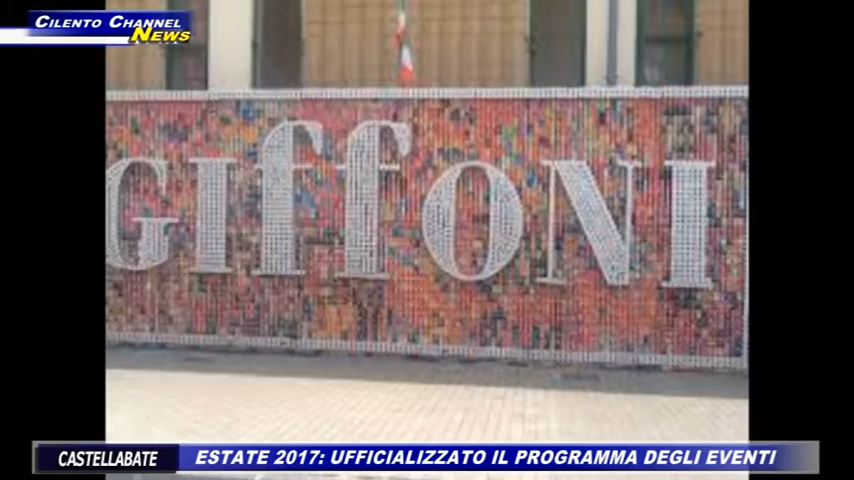 CILENTO CHANNEL
NEWS
GIffONI
CASTELLABATE
ESTATE 2017: UFFICIALIZZATO IL PROGRAMMA DEGLI EVENTI